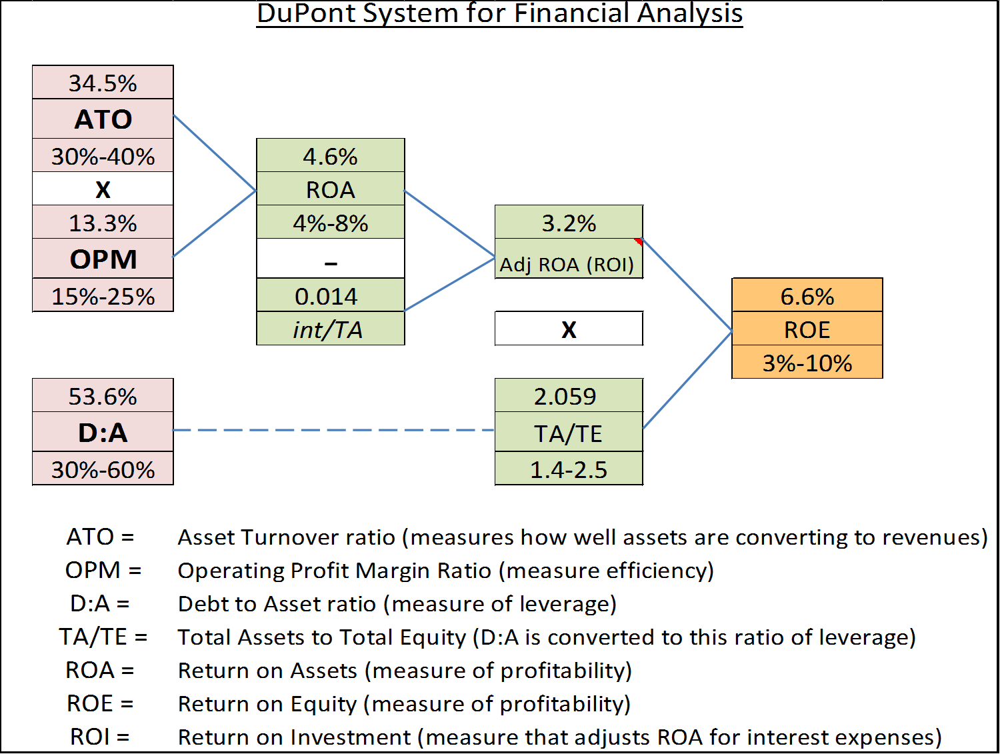 DuPont System for Financial Analysis
34.5%
ATO
30%-40%
X
13.3%
OPM
15%-25%
4.6%
ROA
4%-8%
–
0.014
int/TA
3.2%
Adj ROA (ROI)
X
6.6%
ROE
3%-10%
53.6%
D:A
30%-60%
2.059
TA/TE
1.4-2.5
ATO = Asset Turnover ratio (measures how well assets are converting to revenues)
OPM = Operating Profit Margin Ratio (measure efficiency)
D:A = Debt to Asset ratio (measure of leverage)
TA/TE = Total Assets to Total Equity (D:A is converted to this ratio of leverage)
ROA = Return on Assets (measure of profitability)
ROE = Return on Equity (measure of profitability)
ROI = Return on Investment (measure that adjusts ROA for interest expenses)